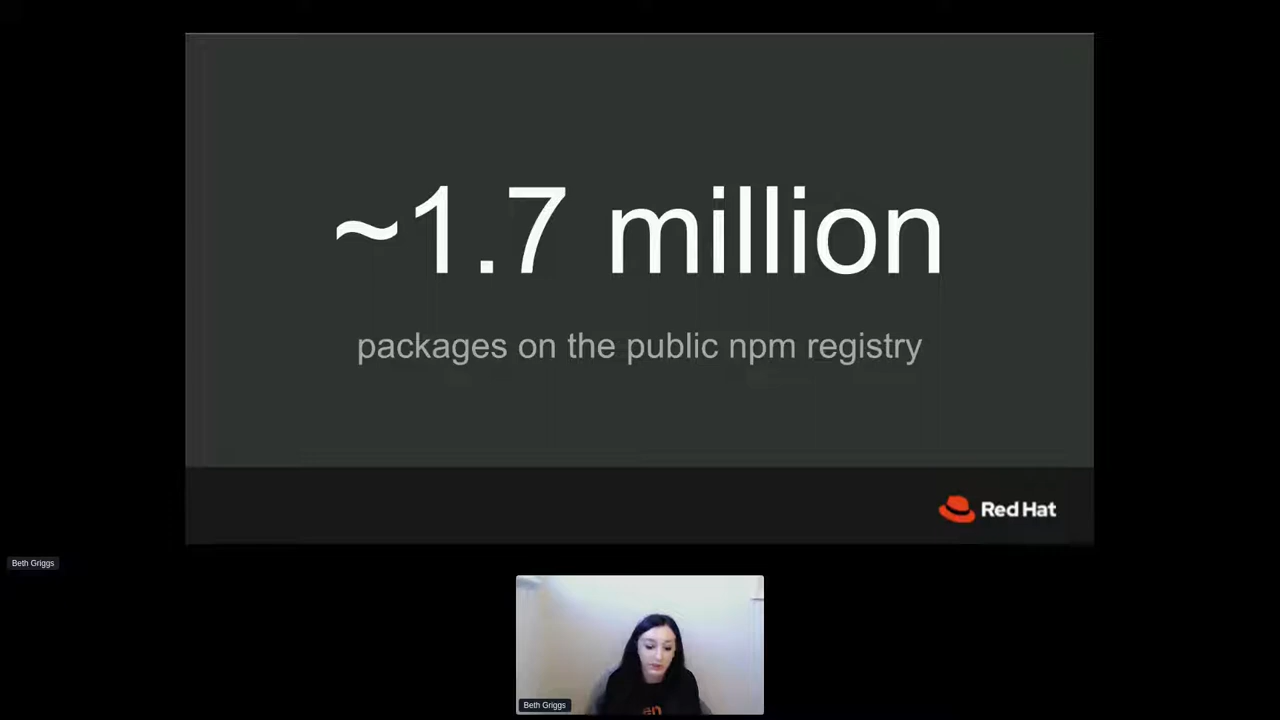 ~1.7 million
packages on the public npm registry
Red Hat
Beth Griggs
Beth Griggs